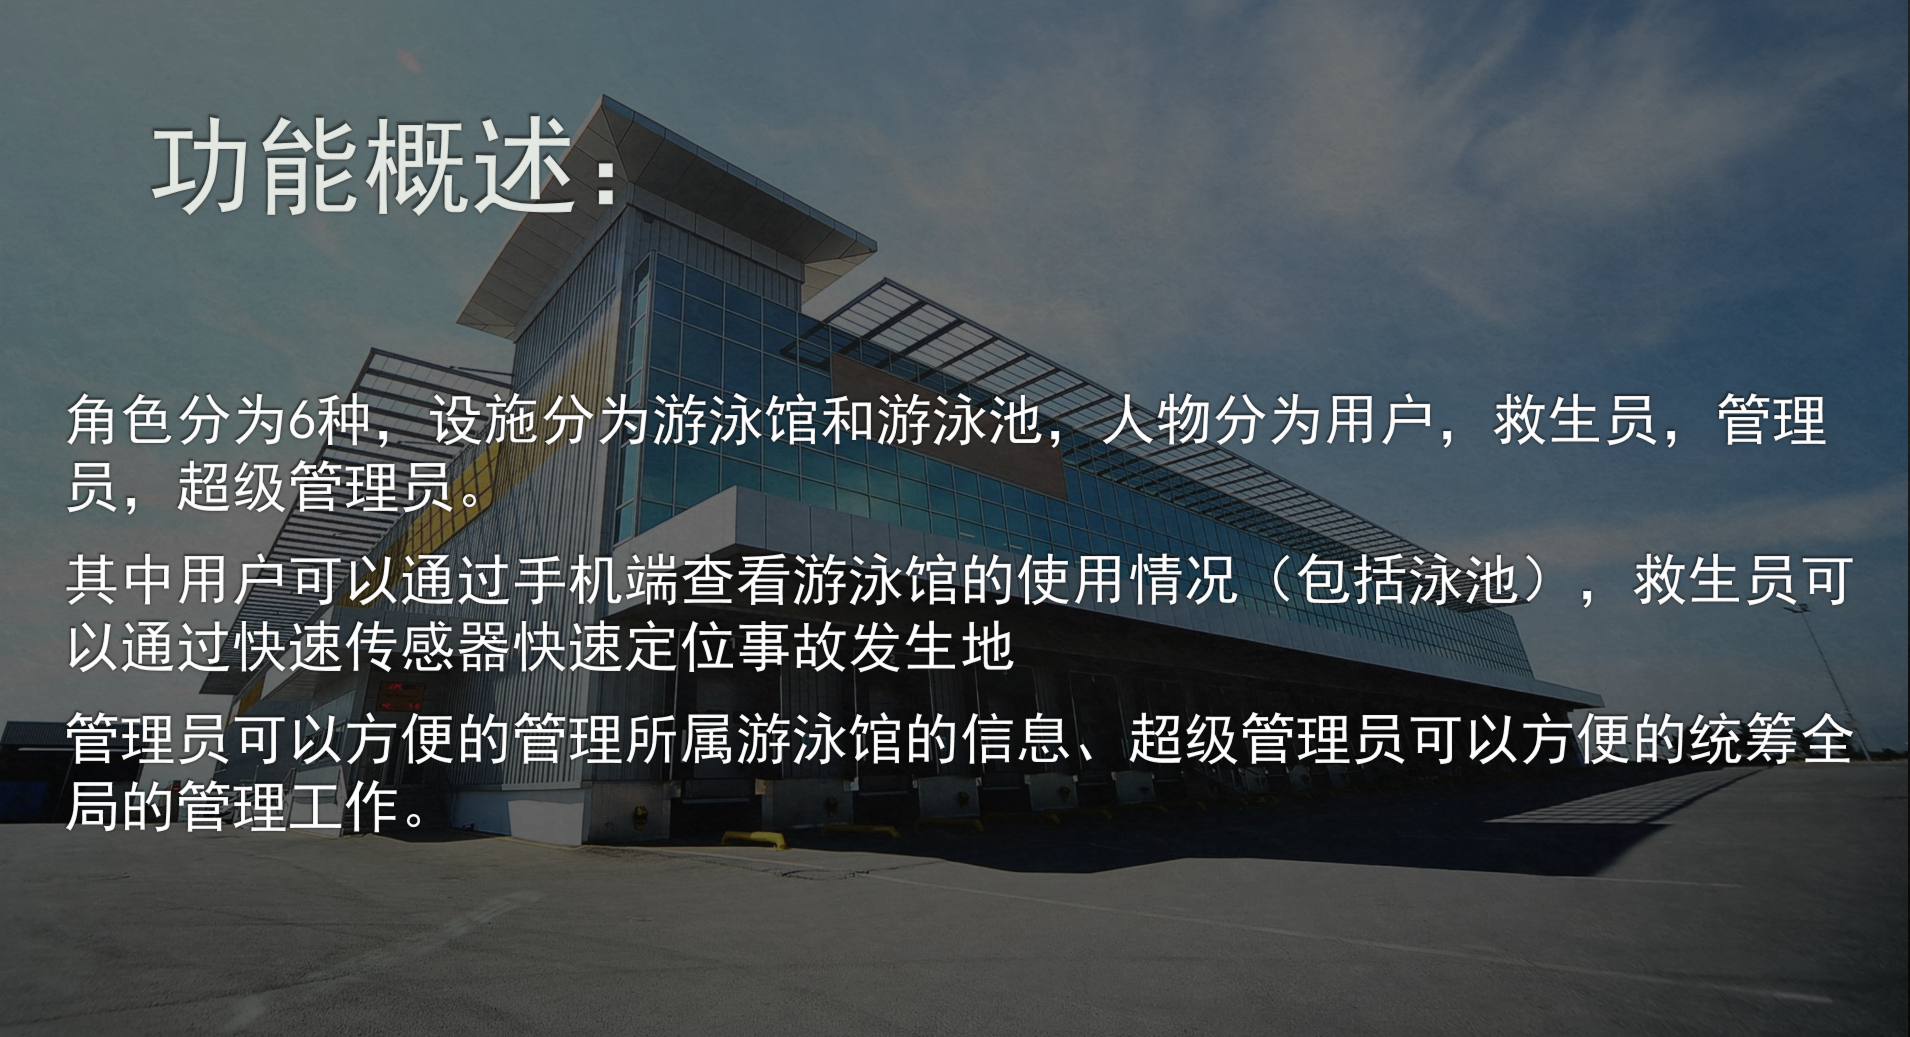 功能概述：
角色分为6种，设施分为游泳馆和游泳池，人物分为用户，救生员，管理
员，超级管理员。
其中用户可以通过手机端查看游泳馆的使用情况（包括泳池），救生员可
以通过快速传感器快速定位事故发生地
管理员可以方便的管理所属游泳馆的信息、超级管理员可以方便的统筹全
局的管理工作。